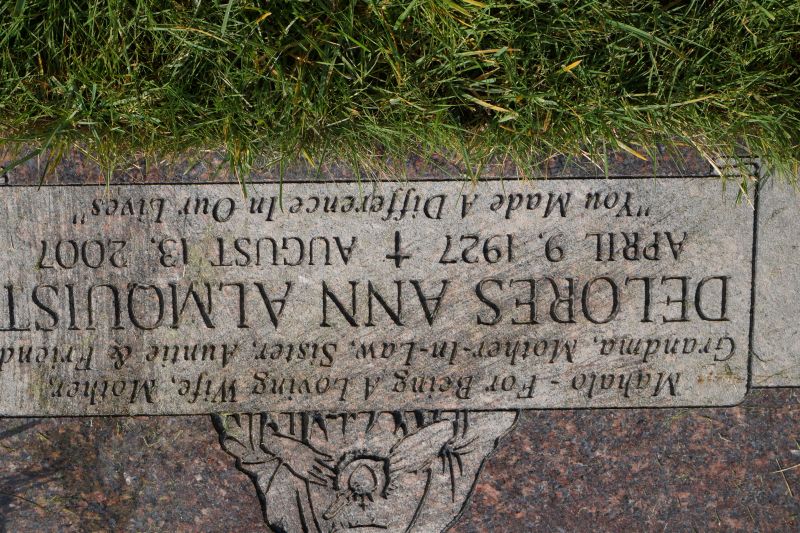 Mahalo - For Being A Loving Wife, Mother,
Grandma, Mother-In-Law, Sister, Auntie & Friend
DELORES ANN ALMQUIST
APRIL 9, 1927 † AUGUST 13, 2007
"You Made A Difference In Our Lives"